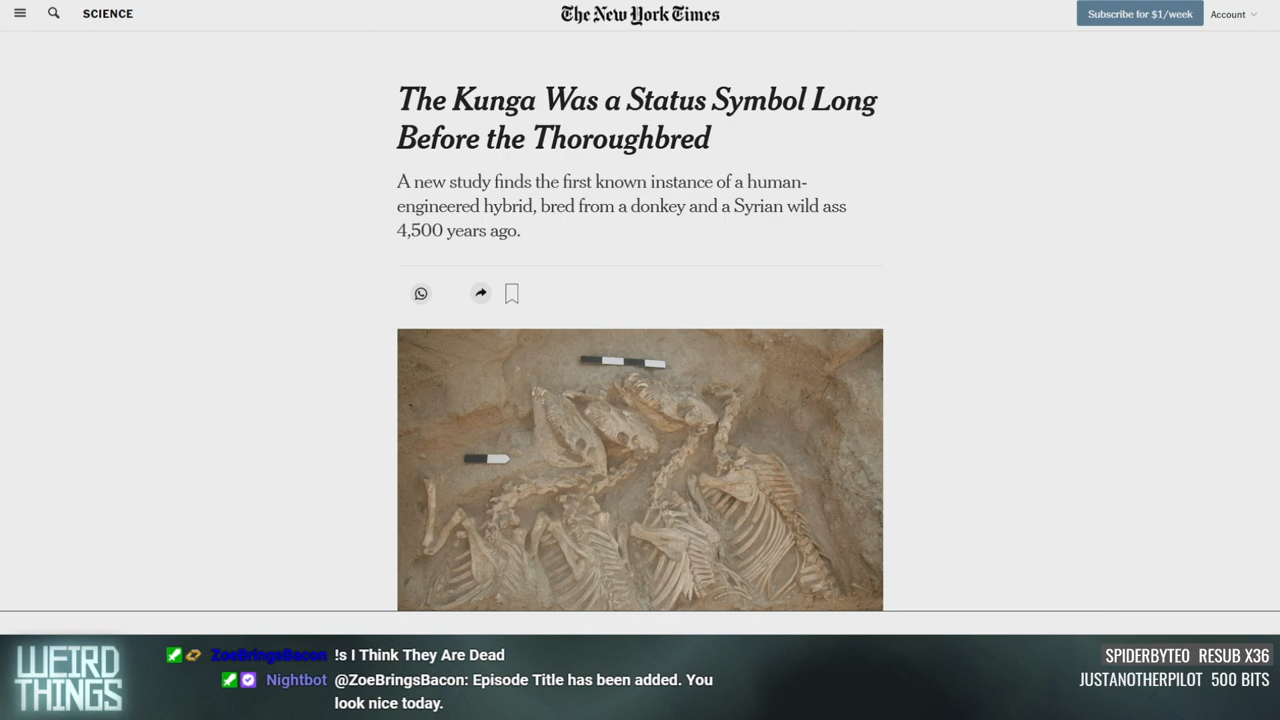 SCIENCE
The New York Times
Subscribe for $1/week
Account
The Kunga Was a Status Symbol Long
Before the Thoroughbred
A new study finds the first known instance of a human-
engineered hybrid, bred from a donkey and a Syrian wild ass
4,500 years ago.
WEIRD
THINGS
ZoeBringsBacon !s I Think They Are Dead
Nightbot @ZoeBringsBacon: Episode Title has been added. You
look nice today.
SPIDERBYTE0 RESUB X36
JUSTANOTHERPILOT 500 BITS